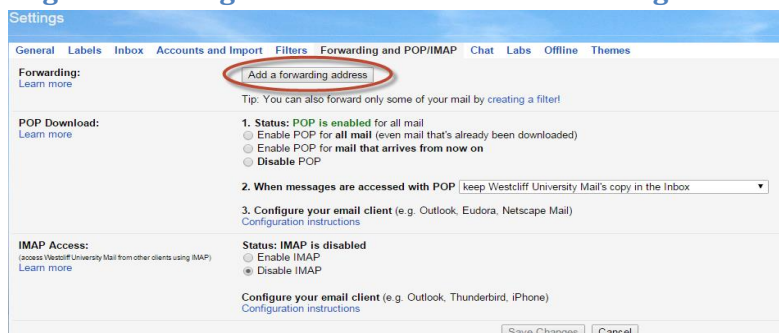 Settings
General Labels Inbox Accounts and Import Filters Forwarding and POP/IMAP Chat Labs Offline Themes
Forwarding:
Learn more
Add a forwarding address
Tip: You can also forward only some of your mail by creating a filter!
POP Download:
Learn more
1. Status: POP is enabled for all mail
Enable POP for all mail (even mail that's already been downloaded)
Enable POP for mail that arrives from now on
Disable POP
2. When messages are accessed with POP keep Westcliff University Mail's copy in the Inbox
3. Configure your email client (e.g. Outlook, Eudora, Netscape Mail)
Configuration instructions
IMAP Access:
(access Westcliff University Mail from other clients using IMAP)
Learn more
Status: IMAP is disabled
Enable IMAP
Disable IMAP
Configure your email client (e.g. Outlook, Thunderbird, iPhone)
Configuration instructions
Save Changes Cancel